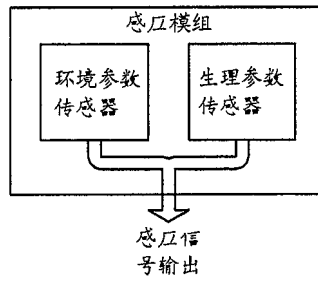 感应模组
环境参数
传感器
生理参数
传感器
感应信
号输出